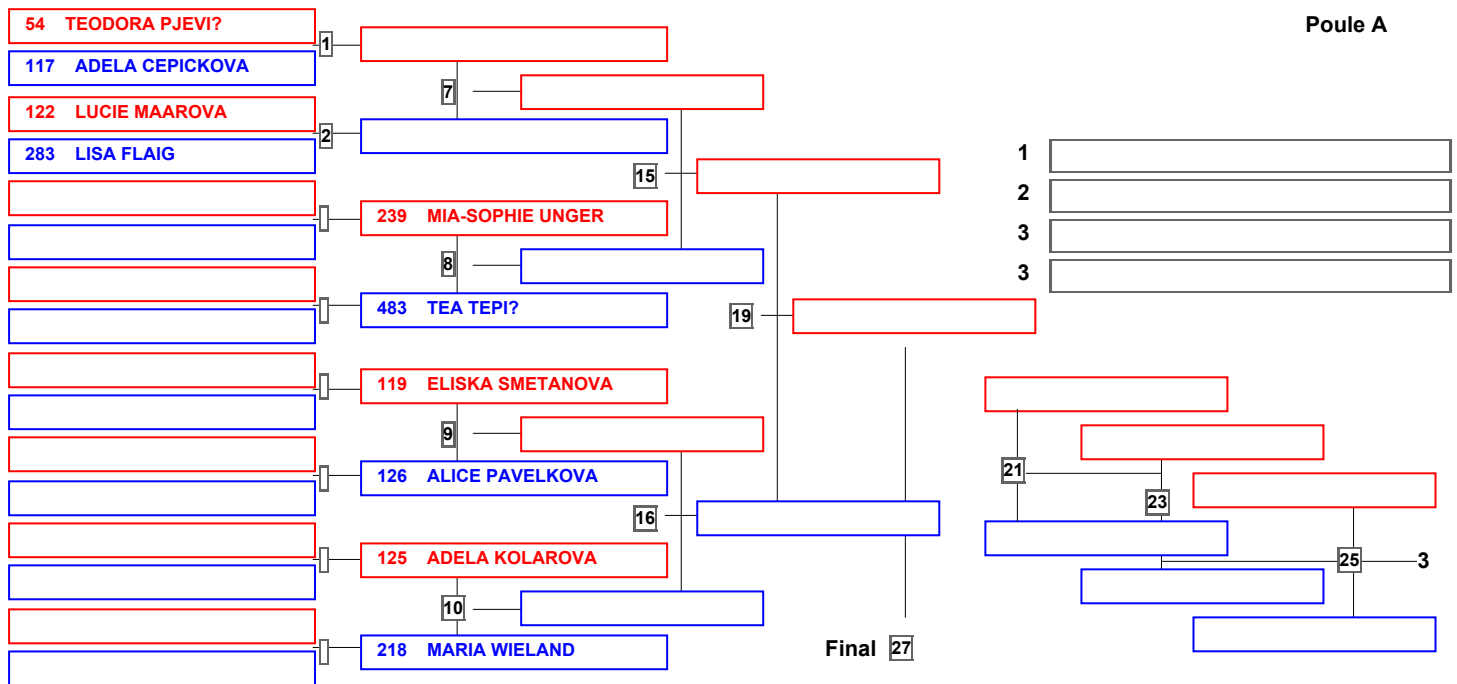 54 TEODORA PJEVI?
Poule A
1
117 ADELA CEPICKOVA
7
122 LUCIE MAAROVA
2
283 LISA FLAIG
1
15
2
239 MIA-SOPHIE UNGER
3
8
3
483 TEA TEPI?
19
119 ELISKA SMETANOVA
9
21
126 ALICE PAVELKOVA
23
16
125 ADELA KOLAROVA
25 3
10
218 MARIA WIELAND
Final 27